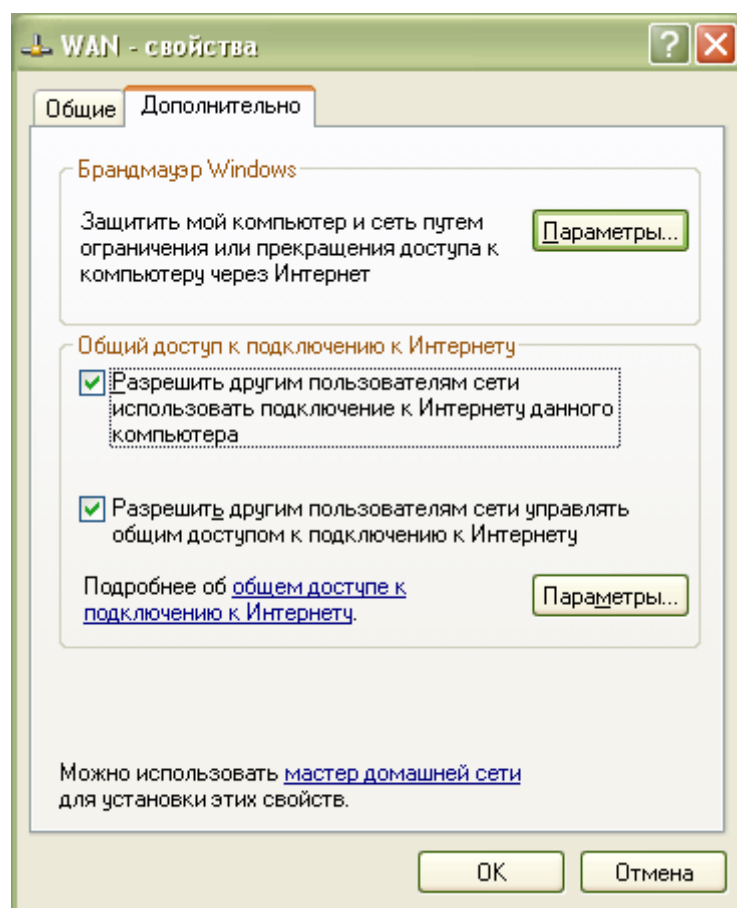 WAN - свойства
Общие
Дополнительно
Брандмауэр Windows
Защитить мой компьютер и сеть путем
ограничения или прекращения доступа к
компьютеру через Интернет
Параметры...
Общий доступ к подключению к Интернету
Разрешить другим пользователям сети
использовать подключение к Интернету данного
компьютера
Разрешить другим пользователям сети управлять
общим доступом к подключению к Интернету
Подробнее об общем доступе к
подключению к Интернету.
Параметры...
Можно использовать мастер домашней сети
для установки этих свойств.
ОК
Отмена